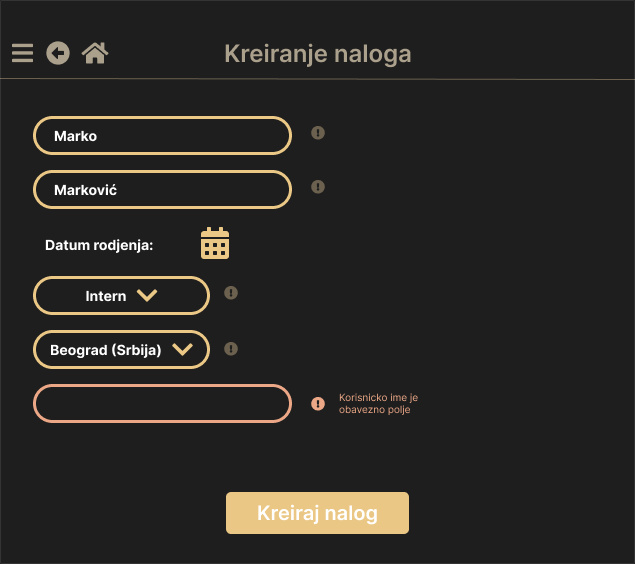 Kreiranje naloga
Marko
Marković
Datum rodjenja:
Intern
Beograd (Srbija)
Korisnicko ime je
obavezno polje
Kreiraj nalog